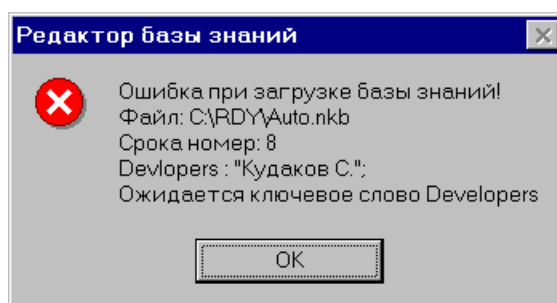 Редактор базы знаний
Ошибка при загрузке базы знаний!
Файл: C:\RDY\Auto.nkb
Срока номер: 8
Devlopers : "Кудаков С.";
Ожидается ключевое слово Developers
OK